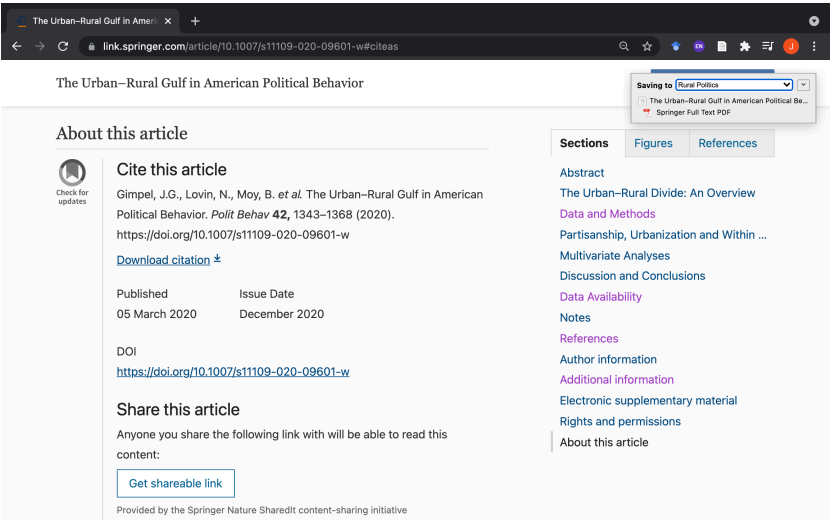 The Urban–Rural Gulf in Americ
link.springer.com/article/10.1007/s11109-020-09601-w#citeas
EN
J
The Urban–Rural Gulf in American Political Behavior
Saving to Rural Politics
The Urban–Rural Gulf in American Political Be...
Springer Full Text PDF
About this article
Check for
updates
Cite this article
Gimpel, J.G., Lovin, N., Moy, B. et al. The Urban–Rural Gulf in American
Political Behavior. Polit Behav 42, 1343–1368 (2020).
https://doi.org/10.1007/s11109-020-09601-w
Download citation
Published Issue Date
05 March 2020 December 2020
DOI
https://doi.org/10.1007/s11109-020-09601-w
Share this article
Anyone you share the following link with will be able to read this
content:
Get shareable link
Provided by the Springer Nature SharedIt content-sharing initiative
Sections Figures References
Abstract
The Urban–Rural Divide: An Overview
Data and Methods
Partisanship, Urbanization and Within ...
Multivariate Analyses
Discussion and Conclusions
Data Availability
Notes
References
Author information
Additional information
Electronic supplementary material
Rights and permissions
About this article